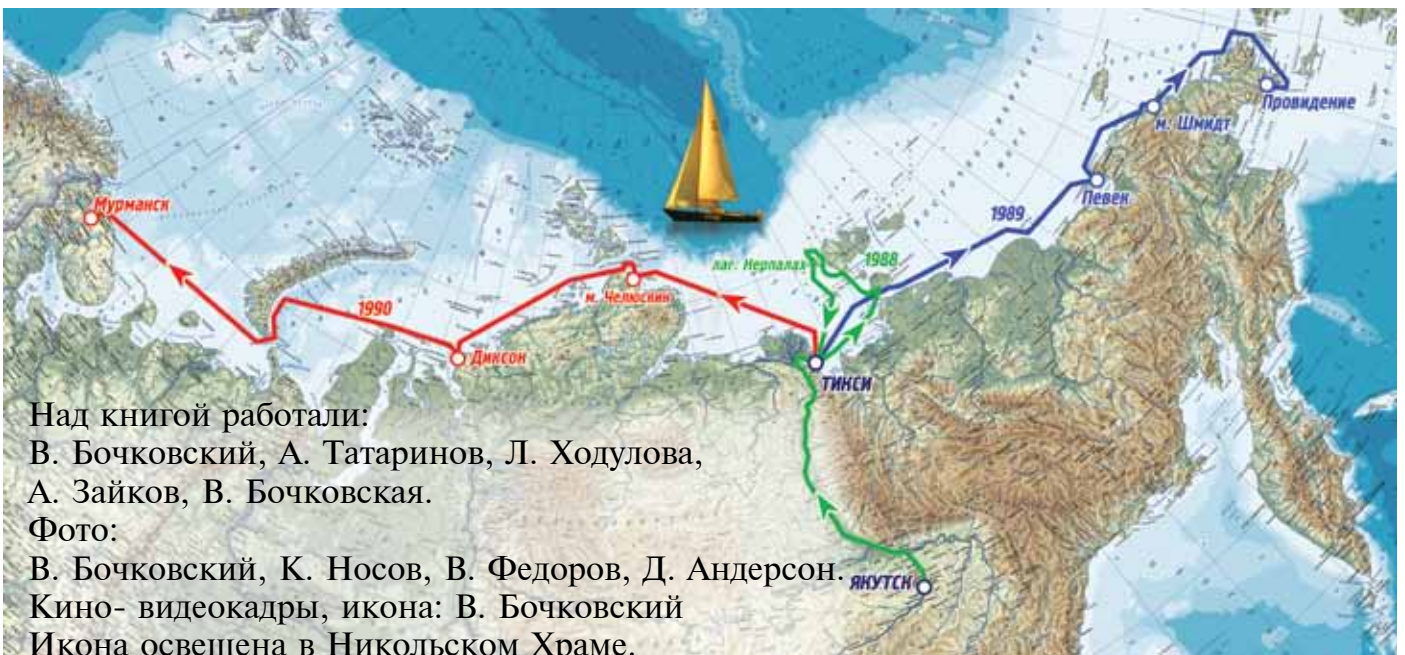 Провидение
м. Шмидт
Певек
Мурманск
1989
лаг. Нерпалах
1988
м. Челюскин
1990
Диксон
ТИКСИ
Над книгой работали:
В. Бочковский, А. Татаринов, Л. Ходулова,
А. Зайков, В. Бочковская.
Фото:
В. Бочковский, К. Носов, В. Федоров, Д. Андерсон.
ЯКУТСК
Кино- видеокадры, икона: В. Бочковский
Икона освещена в Никольском Храме.